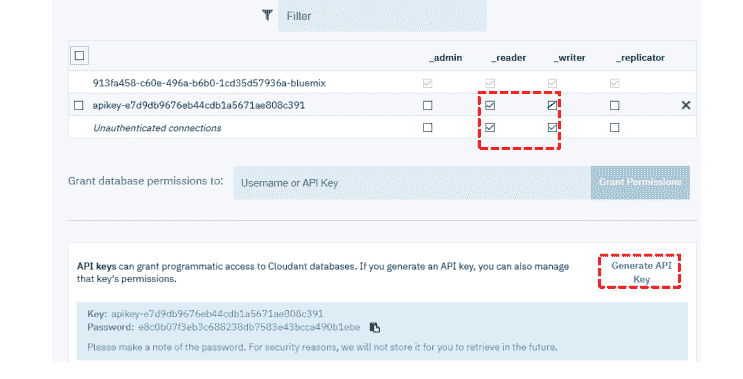 Filter
_admin _reader _writer _replicator
913fa458-c60e-496a-b6b0-1cd35d57936a-bluemix
apikey-e7d9db9676eb44cdb1a5671ae808c391
Unauthenticated connections
Grant database permissions to: Username or API Key Grant Permissions
API keys can grant programmatic access to Cloudant databases. If you generate an API key, you can also manage
that key's permissions.
Generate API
Key
Key: apikey-e7d9db9676eb44cdb1a5671ae808c391
Password: e8c0b07f3eb3c688238db7583e43bcca490b1ebe
Please make a note of the password. For security reasons, we will not store it for you to retrieve in the future.